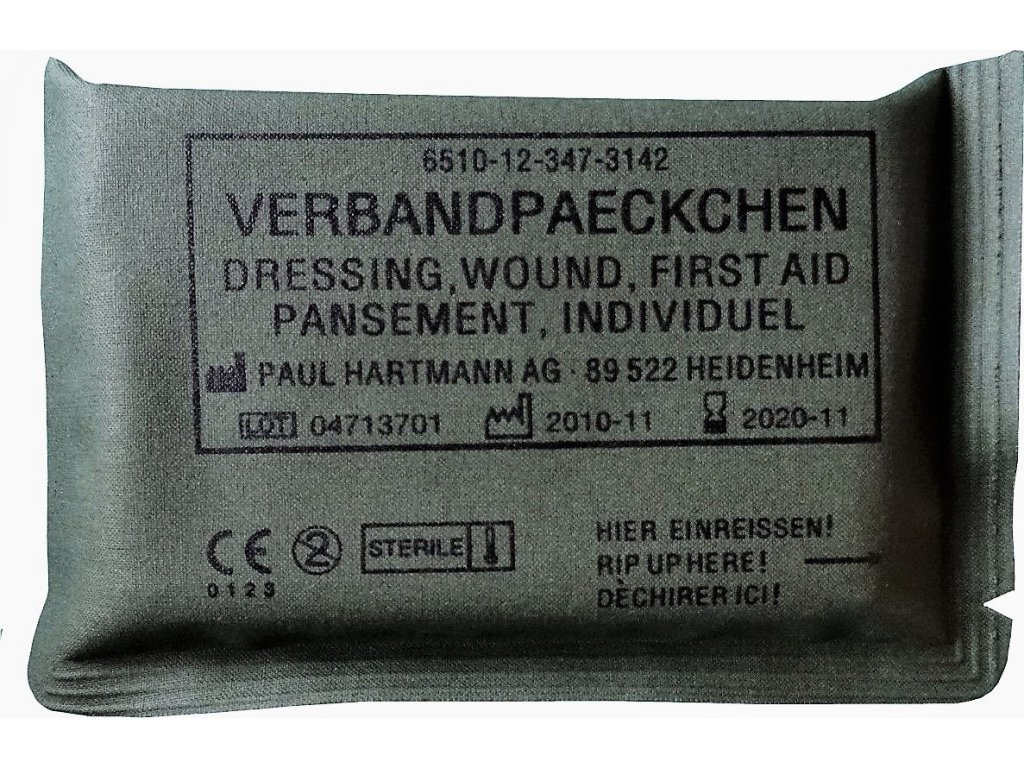 6510-12-347-3142
VERBANDPAECKCHEN
DRESSING, WOUND, FIRST AID
PANSEMENT, INDIVIDUEL
PAUL HARTMANN AG · 89 522 HEIDENHEIM
LOT 04713701 2010-11 2020-11
CE 2 STERILE
0123
HIER EINREISSEN!
RIP UP HERE!
DÈCHIRER ICI!